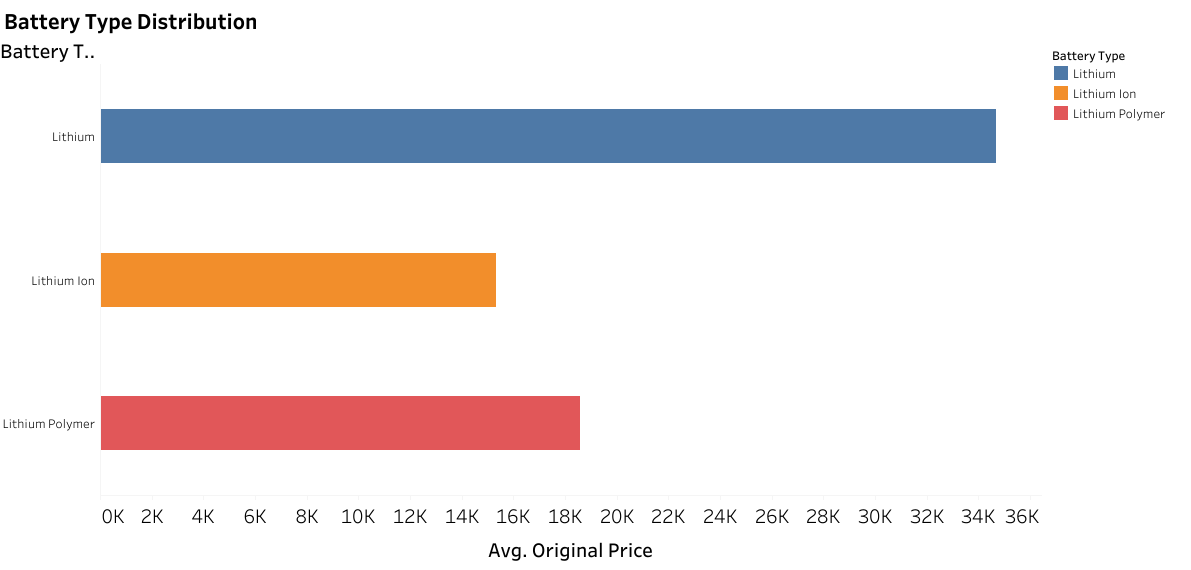 Battery Type Distribution
Battery T..
Battery Type
Lithium
Lithium Ion
Lithium Polymer
Lithium
Lithium Ion
Lithium Polymer
0K 2K 4K 6K 8K 10K 12K 14K 16K 18K 20K 22K 24K 26K 28K 30K 32K 34K 36K
Avg. Original Price